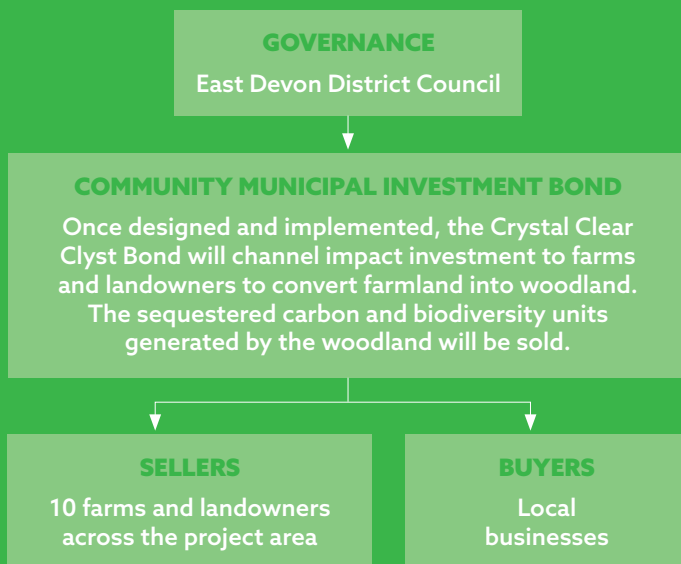 GOVERNANCE
East Devon District Council
COMMUNITY MUNICIPAL INVESTMENT BOND
Once designed and implemented, the Crystal Clear
Clyst Bond will channel impact investment to farms
and landowners to convert farmland into woodland.
The sequestered carbon and biodiversity units
generated by the woodland will be sold.
SELLERS
10 farms and landowners
across the project area
BUYERS
Local
businesses